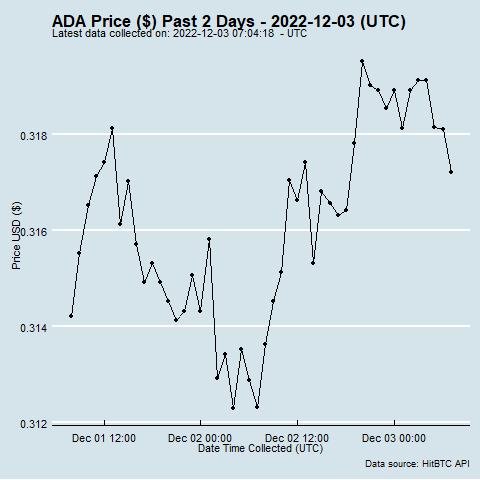 ADA Price ($) Past 2 Days - 2022-12-03 (UTC)
Latest data collected on: 2022-12-03 07:04:18 - UTC
0.318
0.316
0.314
0.312
Price USD ($)
Dec 01 12:00 Dec 02 00:00 Dec 02 12:00 Dec 03 00:00
Date Time Collected (UTC)
Data source: HitBTC API